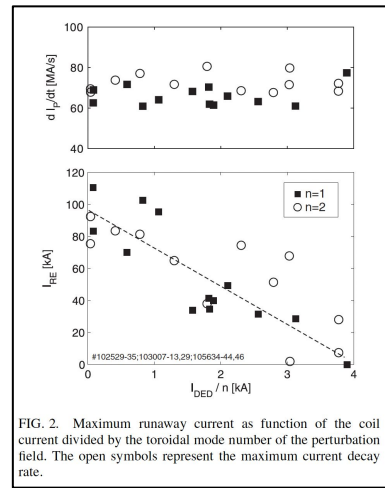 100
80
60
40
d I_P/dt [MA/s]
120
100
80
60
40
20
0
I_RE [kA]
n=1
n=2
#102529-35;103007-13,29;105634-44,46
0 1 2 3 4
I_DED / n [kA]
FIG. 2. Maximum runaway current as function of the coil
current divided by the toroidal mode number of the perturbation
field. The open symbols represent the maximum current decay
rate.